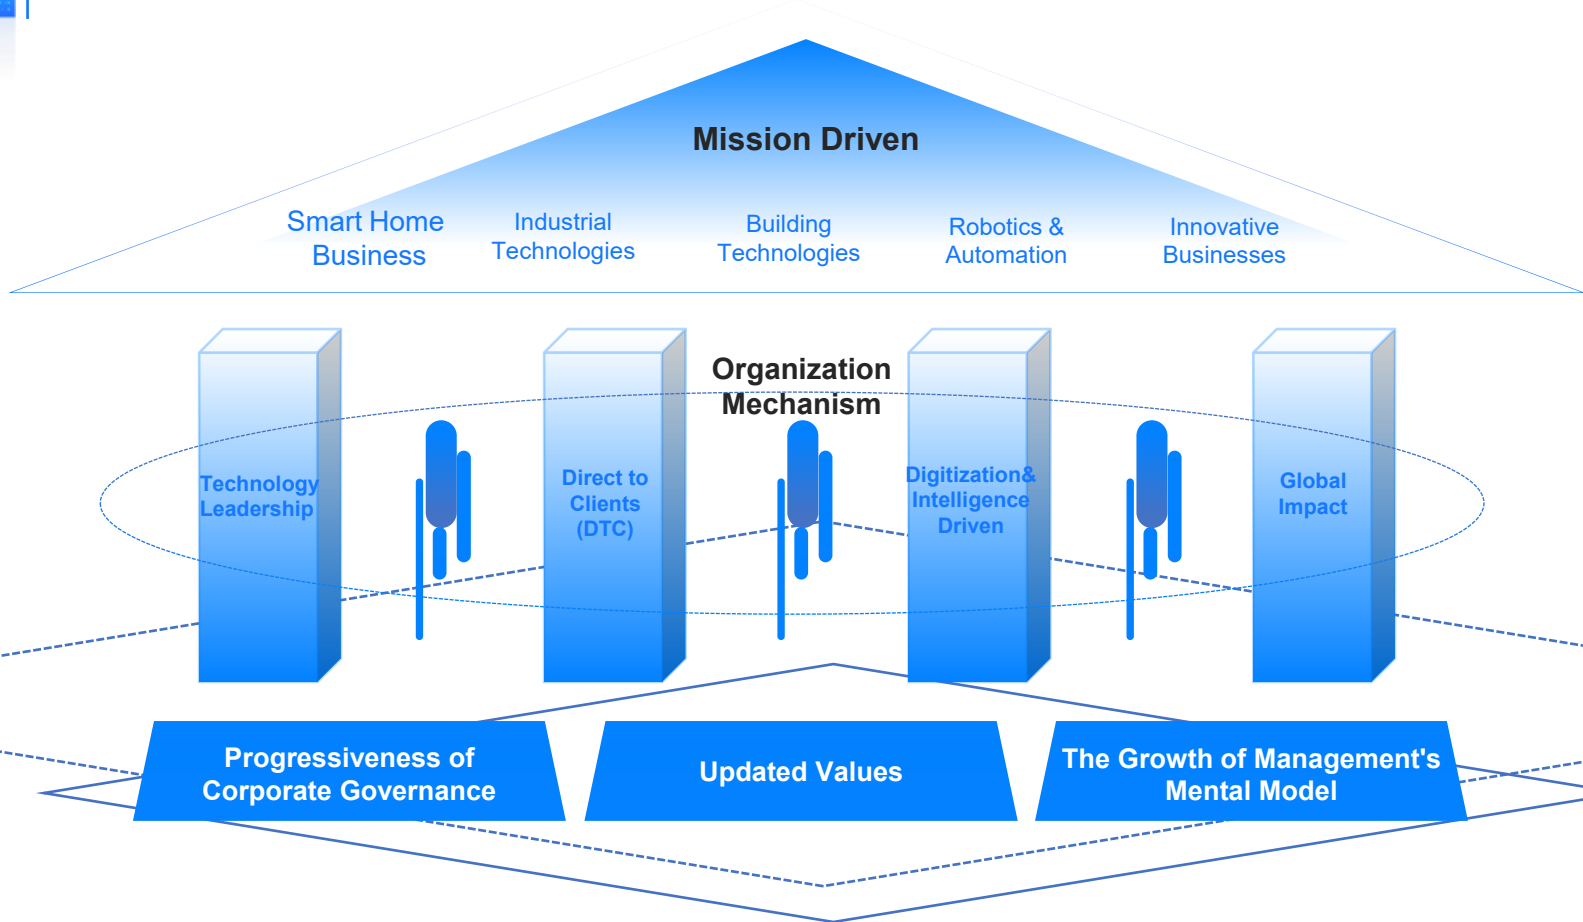 Mission Driven
Smart Home
Business
Industrial
Technologies
Building
Technologies
Robotics &
Automation
Innovative
Businesses
Organization
Mechanism
Technology
Leadership
Direct to
Clients
(DTC)
Digitization&
Intelligence
Driven
Global
Impact
Progressiveness of
Corporate Governance
Updated Values
The Growth of Management's
Mental Model